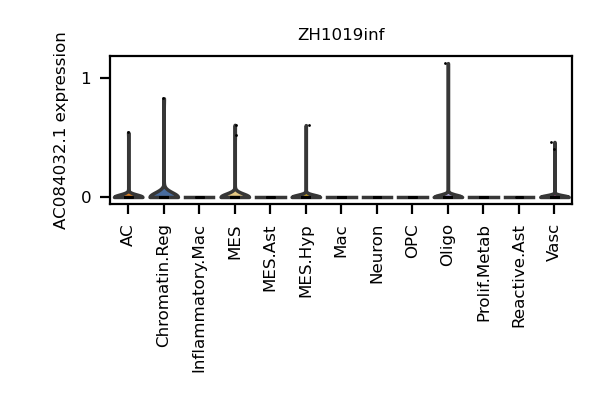 ZH1019inf
AC084032.1 expression
1
0
AC
Chromatin.Reg
Inflammatory.Mac
MES
MES.Ast
MES.Hyp
Mac
Neuron
OPC
Oligo
Prolif.Metab
Reactive.Ast
Vasc